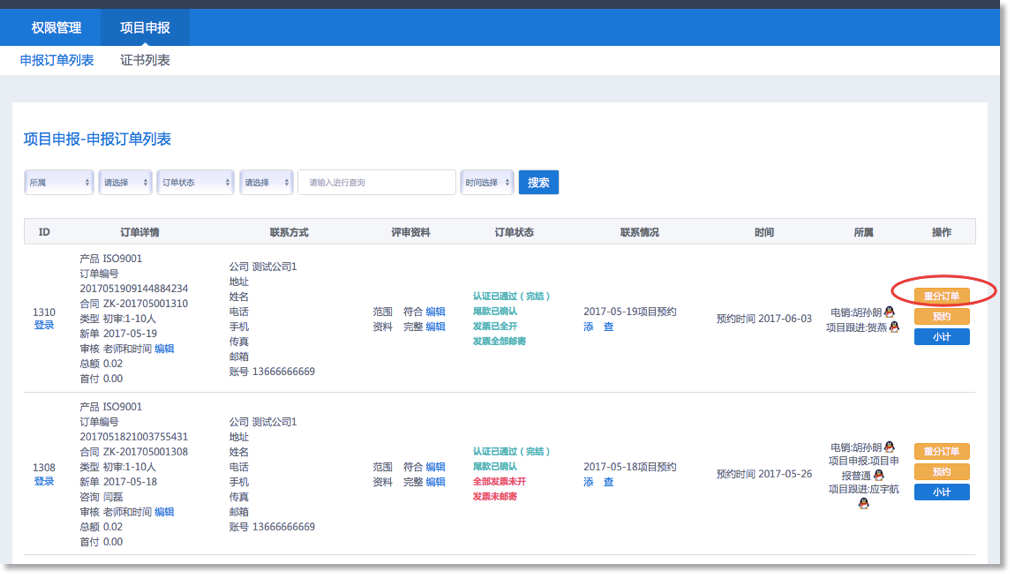 权限管理 项目申报
申报订单列表 证书列表
项目申报-申报订单列表
所属 请选择 订单状态 请选择 请输入进行查询 时间选择 搜索
ID 订单详情 联系方式 评审资料 订单状态 联系情况 时间 所属 操作
1310
登录
产品 ISO9001
订单编号
2017051909144884234
合同 ZK-201705001310
类型 初审:1-10人
新单 2017-05-19
审核 老师和时间 编辑
总额 0.02
首付 0.00
公司 测试公司1
地址
姓名
电话
手机
传真
邮箱
账号 13666666669
范围 符合 编辑
资料 完整 编辑
认证已通过（完结）
尾款已确认
发票已全开
发票全部邮寄
2017-05-19项目预约
添 查
预约时间 2017-06-03
电销:胡孙朗
项目跟进:贺燕
重分订单
预约
小计
1308
登录
产品 ISO9001
订单编号
2017051821003755431
合同 ZK-201705001308
类型 初审:1-10人
新单 2017-05-18
咨询 闫磊
审核 老师和时间 编辑
总额 0.02
首付 0.00
公司 测试公司1
地址
姓名
电话
手机
传真
邮箱
账号 13666666669
范围 符合 编辑
资料 完整 编辑
认证已通过（完结）
尾款已确认
全部发票未开
发票未邮寄
2017-05-18项目预约
添 查
预约时间 2017-05-26
电销:胡孙朗
项目申报:项目申
报普通
项目跟进:应宇航
重分订单
预约
小计